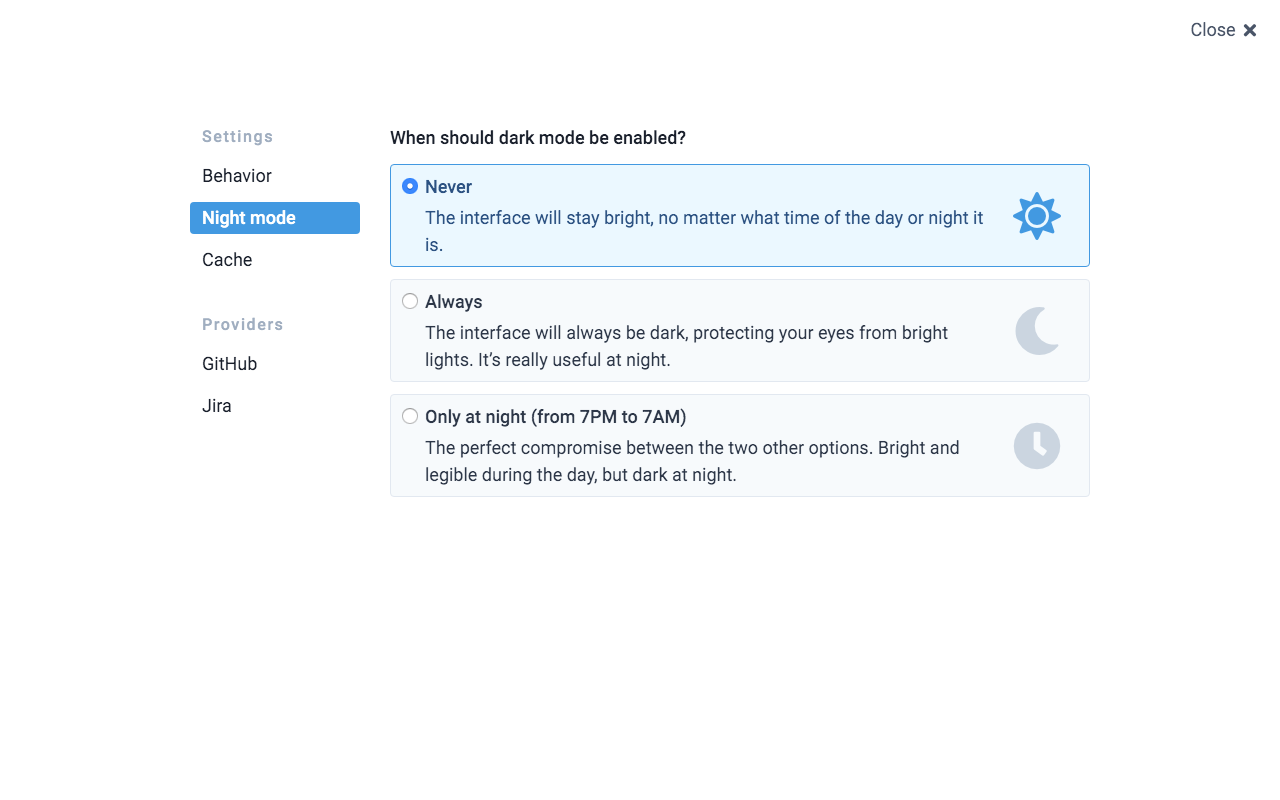 Close
Settings
Behavior
Night mode
Cache
Providers
GitHub
Jira
When should dark mode be enabled?
Never
The interface will stay bright, no matter what time of the day or night it
is.
Always
The interface will always be dark, protecting your eyes from bright
lights. It’s really useful at night.
Only at night (from 7PM to 7AM)
The perfect compromise between the two other options. Bright and
legible during the day, but dark at night.